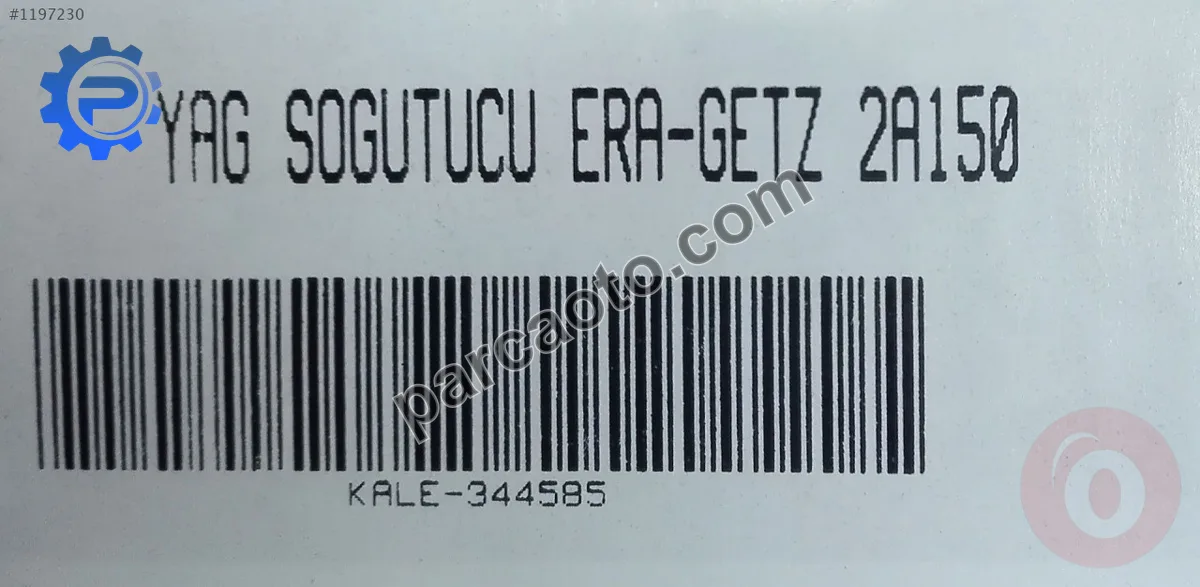 #1197230
YAG SOGUTUCU ERA-GETZ 2A150
parcaoto.com
KALE-344585